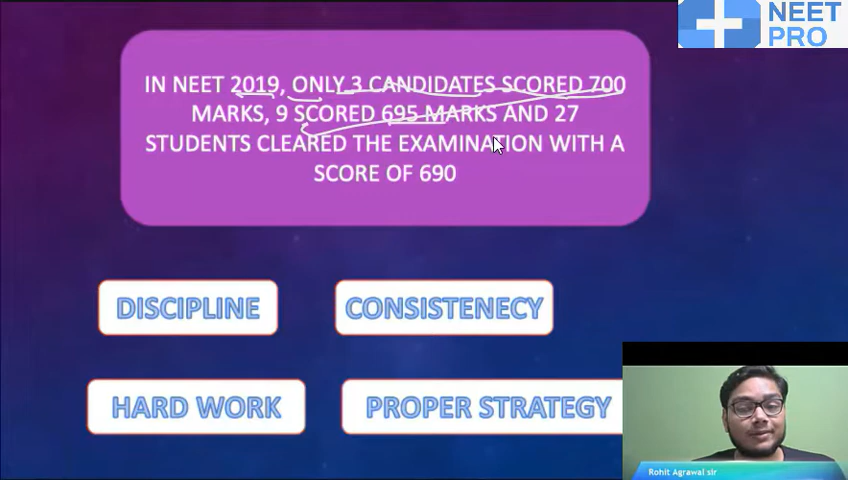 NEET
PRO
IN NEET 2019, ONLY 3 CANDIDATES SCORED 700
MARKS, 9 SCORED 695 MARKS AND 27
STUDENTS CLEARED THE EXAMINATION WITH A
SCORE OF 690
DISCIPLINE
CONSISTENECY
HARD WORK
PROPER STRATEGY
Rohit Agrawal sir